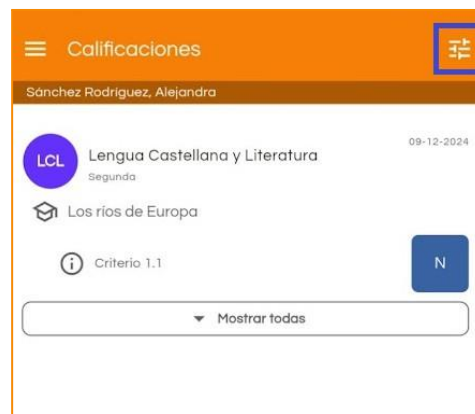 Calificaciones
Sánchez Rodríguez, Alejandra
09-12-2024
LCL
Lengua Castellana y Literatura
Segunda
Los ríos de Europa
Criterio 1.1
N
Mostrar todas